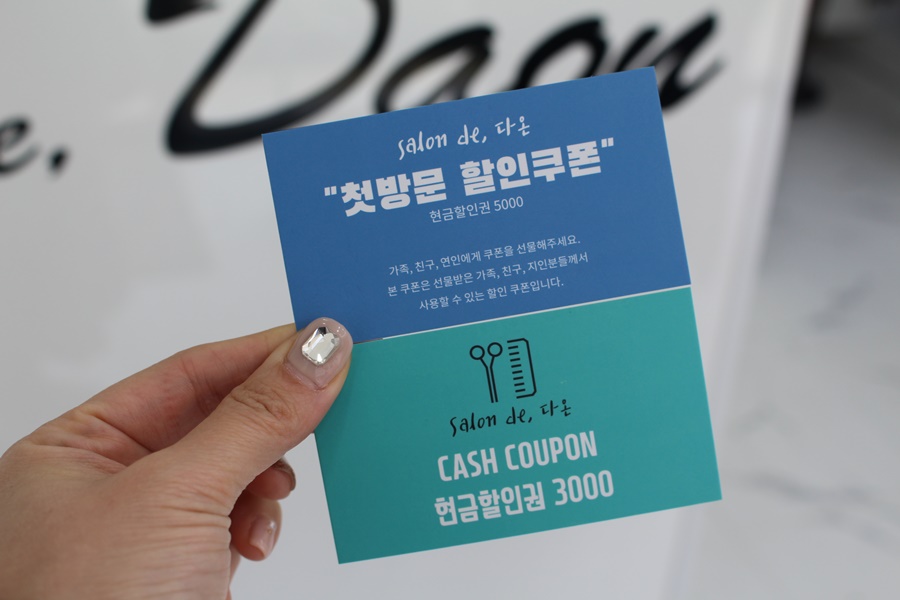 e, Daon
salon de, 다온
"첫방문 할인쿠폰"
현금할인권 5000
가족, 친구, 연인에게 쿠폰을 선물해주세요.
본 쿠폰은 선물받은 가족, 친구, 지인분들께서
사용할 수 있는 할인 쿠폰입니다.
salon de, 다온
CASH COUPON
현금할인권 3000